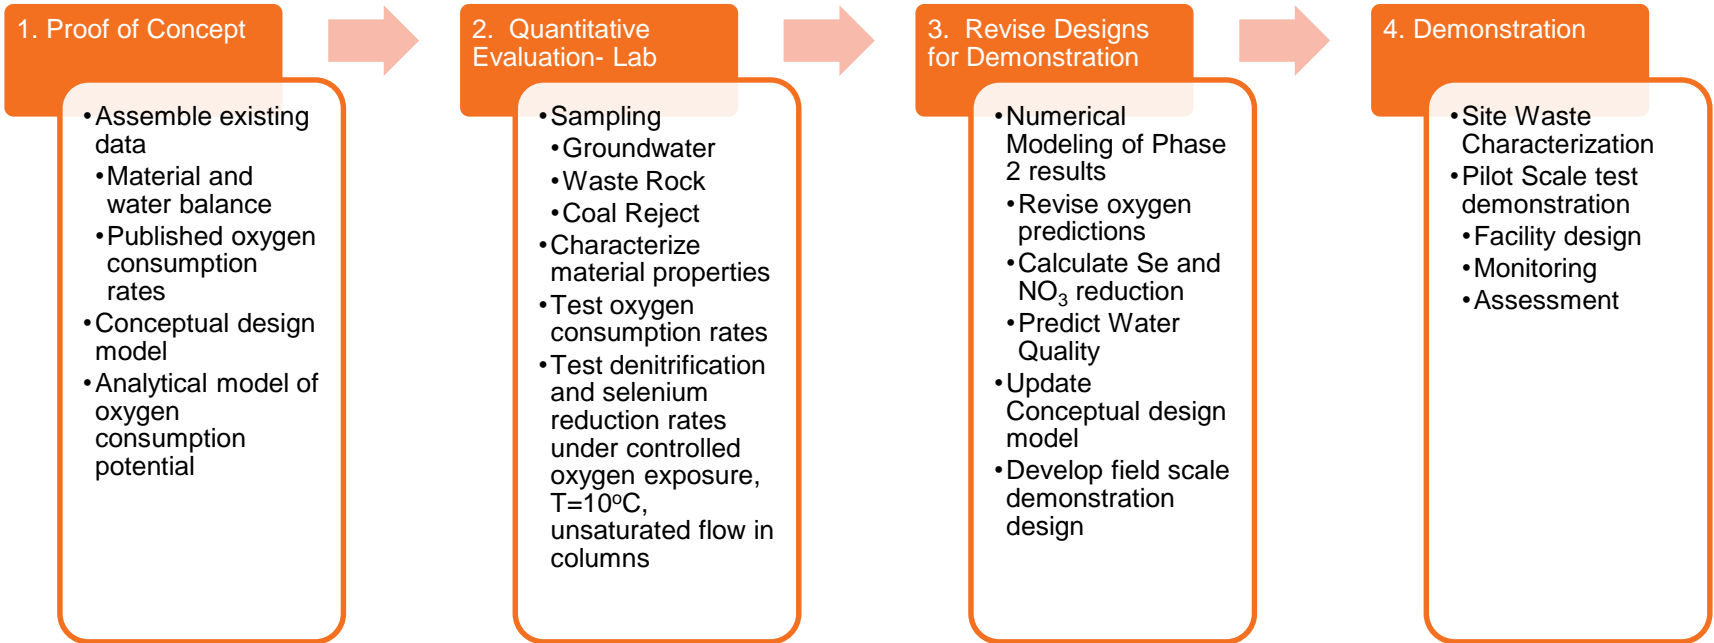 1. Proof of Concept
•Assemble existing
data
•Material and
water balance
•Published oxygen
consumption
rates
•Conceptual design
model
•Analytical model of
oxygen
consumption
potential
2.  Quantitative
Evaluation- Lab
•Sampling
•Groundwater
•Waste Rock
•Coal Reject
•Characterize
material properties
•Test oxygen
consumption rates
•Test denitrification
and selenium
reduction rates
under controlled
oxygen exposure,
T=10ºC,
unsaturated flow in
columns
3.  Revise Designs
for Demonstration
•Numerical
Modeling of Phase
2 results
•Revise oxygen
predictions
•Calculate Se and
NO₃ reduction
•Predict Water
Quality
•Update
Conceptual design
model
•Develop field scale
demonstration
design
4. Demonstration
•Site Waste
Characterization
•Pilot Scale test
demonstration
•Facility design
•Monitoring
•Assessment